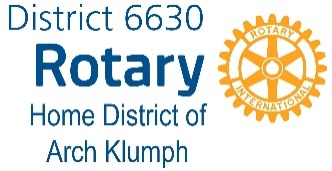 District 6630
Rotary
Home District of
Arch Klumph
ROTARY
INTERNATIONAL